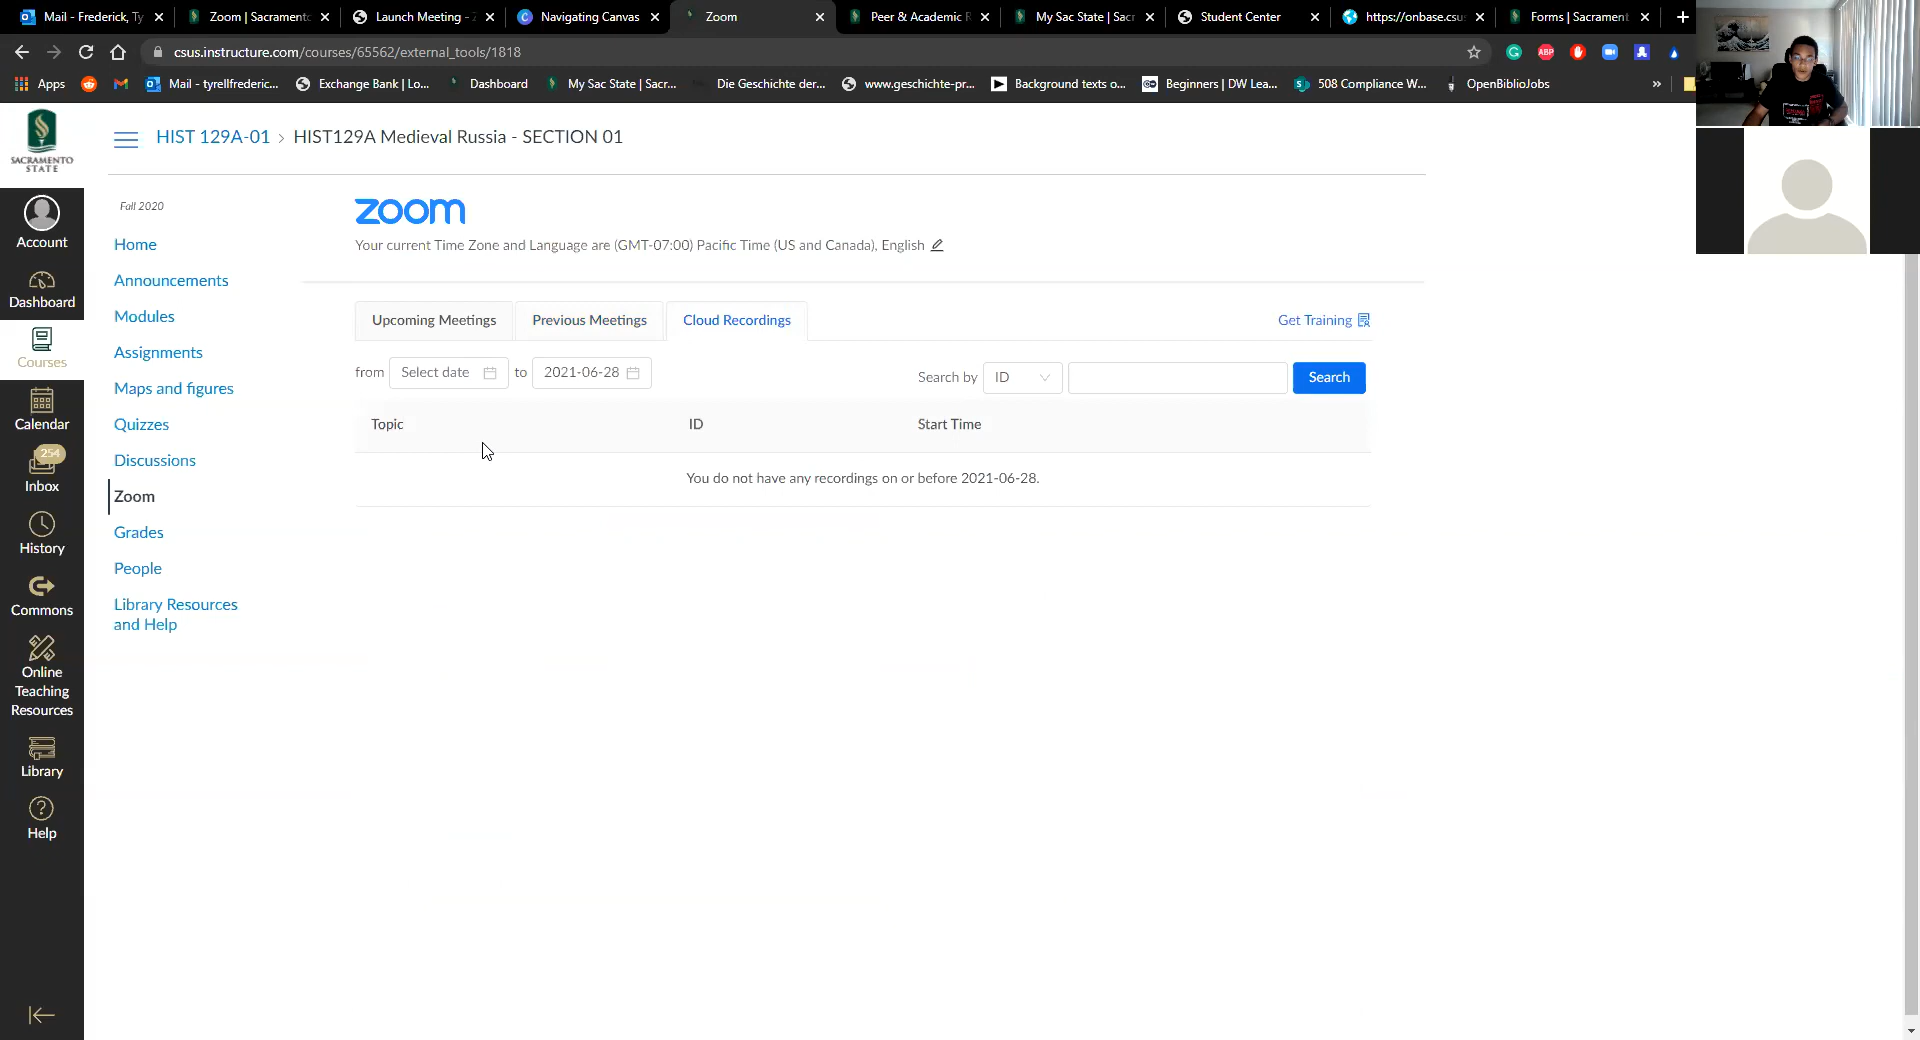 Mail - Frederick, Ty
Zoom | Sacramento
Launch Meeting - Z
Navigating Canvas
Zoom
Peer & Academic R
My Sac State | Sacr
Student Center
https://onbase.csus
Forms | Sacrament
csus.instructure.com/courses/65562/external_tools/1818
ABP
Apps
Mail - tyrellfrederic...
Exchange Bank | Lo...
Dashboard
My Sac State | Sacr...
Die Geschichte der...
www.geschichte-pr...
Background texts o...
Beginners | DW Lea...
508 Compliance W...
OpenBiblioJobs
»
SACRAMENTO
STATE
HIST 129A-01 › HIST129A Medieval Russia - SECTION 01
Account
Dashboard
Courses
Calendar
254
Inbox
History
Commons
Online
Teaching
Resources
Library
Help
Fall 2020
Home
Announcements
Modules
Assignments
Maps and figures
Quizzes
Discussions
Zoom
Grades
People
Library Resources
and Help
zoom
Your current Time Zone and Language are (GMT-07:00) Pacific Time (US and Canada), English
Upcoming Meetings
Previous Meetings
Cloud Recordings
Get Training
from Select date to 2021-06-28
Search by ID Search
Topic ID Start Time
You do not have any recordings on or before 2021-06-28.